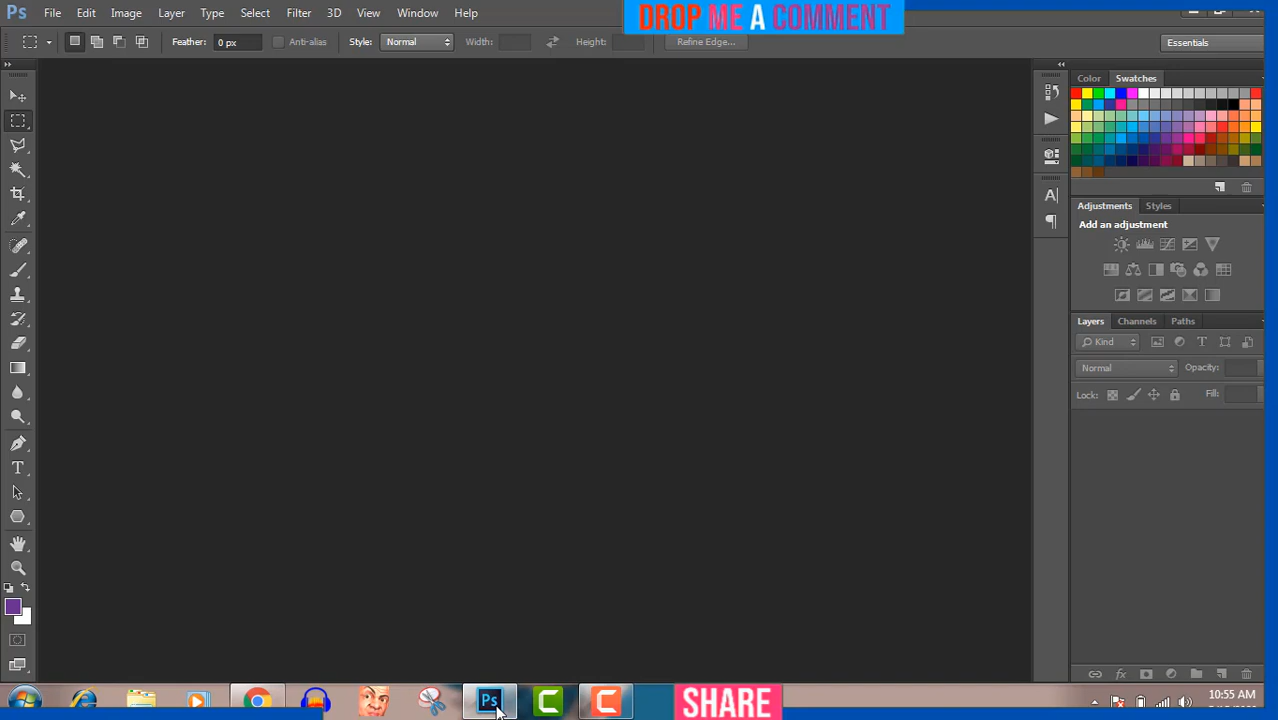 DROP ME A COMMENT
Ps File Edit Image Layer Type Select Filter 3D View Window Help
Feather: 0 px Anti-alias Style: Normal Width: Height: Refine Edge... Essentials
Color Swatches
Adjustments Styles
Add an adjustment
Layers Channels Paths
Kind
Normal Opacity:
Lock: Fill:
Ps
SHARE
10:55 AM